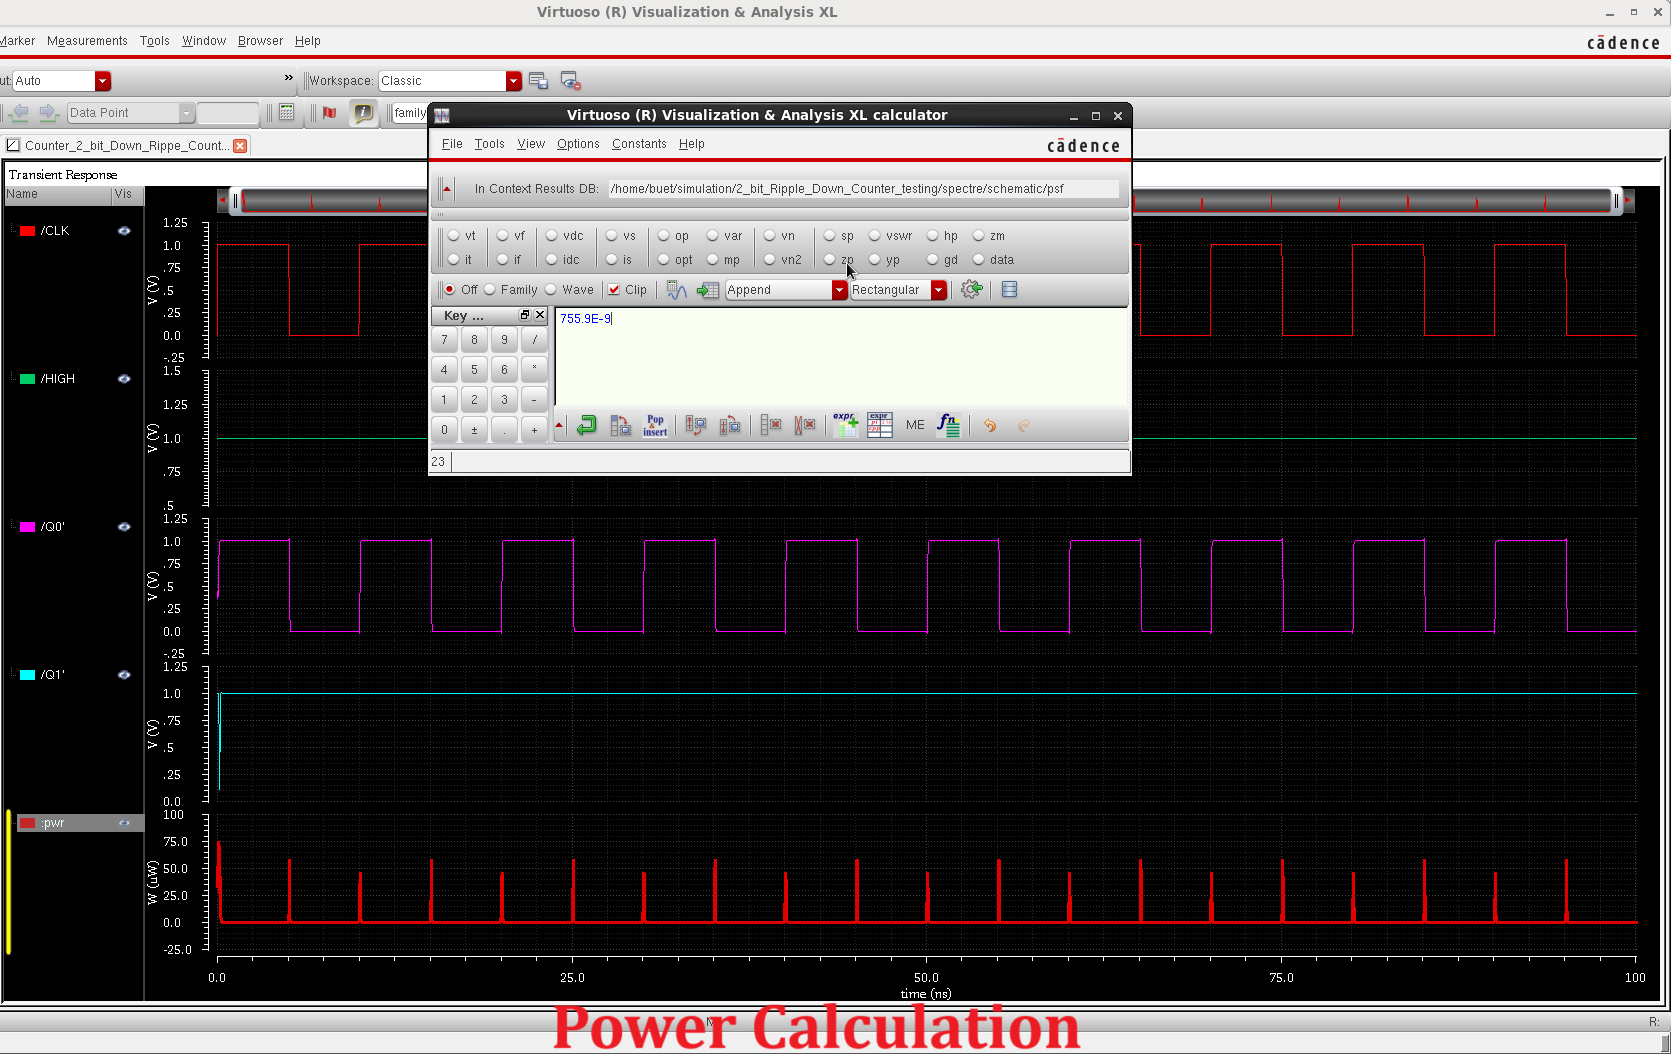 Virtuoso (R) Visualization & Analysis XL
Marker Measurements Tools Window Browser Help
cādence
ut: Auto » Workspace: Classic
Data Point family
Counter_2_bit_Down_Rippe_Count...
Transient Response
Name Vis
/CLK
1.25
1.0
.75
.5
.25
0.0
-.25
V (V)
/HIGH
1.5
1.25
1.0
.75
.5
V (V)
/Q0'
1.25
1.0
.75
.5
.25
0.0
-.25
V (V)
/Q1'
1.25
1.0
.75
.5
.25
0.0
V (V)
:pwr
100
75.0
50.0
25.0
0.0
-25.0
W (uW)
0.0 25.0 50.0 75.0 100
time (ns)
Virtuoso (R) Visualization & Analysis XL calculator
File Tools View Options Constants Help
cādence
In Context Results DB: /home/buet/simulation/2_bit_Ripple_Down_Counter_testing/spectre/schematic/psf
vt vf vdc vs op var vn sp vswr hp zm
it if idc is opt mp vn2 zp yp gd data
Off Family Wave Clip Append Rectangular
Key ...
7 8 9 /
4 5 6 *
1 2 3 -
0 ± . +
755.9E-9
Pop
insert
expr
expr
ME
fn
23
Power Calculation
R: